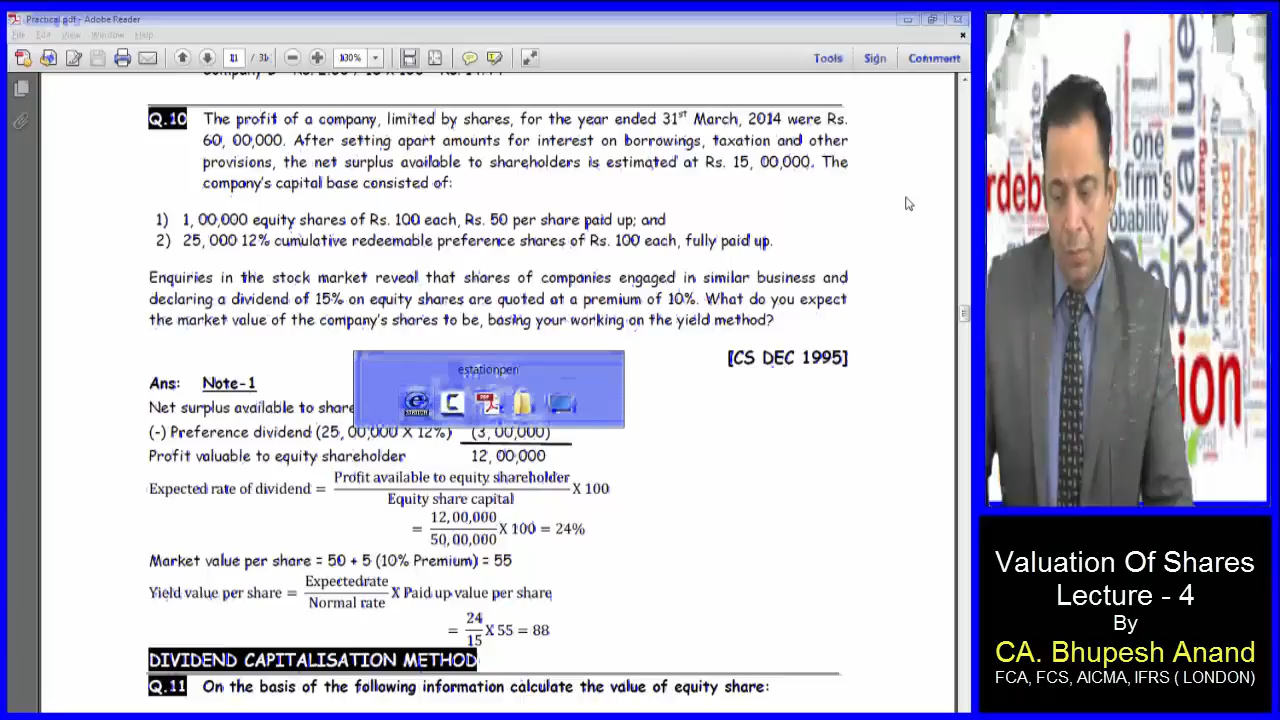 Practical.pdf - Adobe Reader
File Edit View Window Help
11 / 31 130% Tools Sign Comment
Q.10 The profit of a company, limited by shares, for the year ended 31st March, 2014 were Rs.
60, 00,000. After setting apart amounts for interest on borrowings, taxation and other
provisions, the net surplus available to shareholders is estimated at Rs. 15, 00,000. The
company's capital base consisted of:
1) 1, 00,000 equity shares of Rs. 100 each, Rs. 50 per share paid up; and
2) 25, 000 12% cumulative redeemable preference shares of Rs. 100 each, fully paid up.
Enquiries in the stock market reveal that shares of companies engaged in similar business and
declaring a dividend of 15% on equity shares are quoted at a premium of 10%. What do you expect
the market value of the company's shares to be, basing your working on the yield method?
[CS DEC 1995]
estationpen
Ans: Note-1
Net surplus available to share
(-) Preference dividend (25, 00,000 X 12%) (3, 00,000)
Profit valuable to equity shareholder 12, 00,000
Expected rate of dividend = Profit available to equity shareholder / Equity share capital X 100
= 12,00,000 / 50,00,000 X 100 = 24%
Market value per share = 50 + 5 (10% Premium) = 55
Yield value per share = Expectedrate / Normal rate X Paid up value per share
= 24 / 15 X 55 = 88
DIVIDEND CAPITALISATION METHOD
Q.11 On the basis of the following information calculate the value of equity share:
one
firm's
probability
value
rating
Method
Debt
Valuation Of Shares
Lecture - 4
By
CA. Bhupesh Anand
FCA, FCS, AICMA, IFRS ( LONDON)